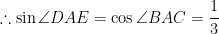 ∴ sin∠DAE = cos∠BAC = 1/3